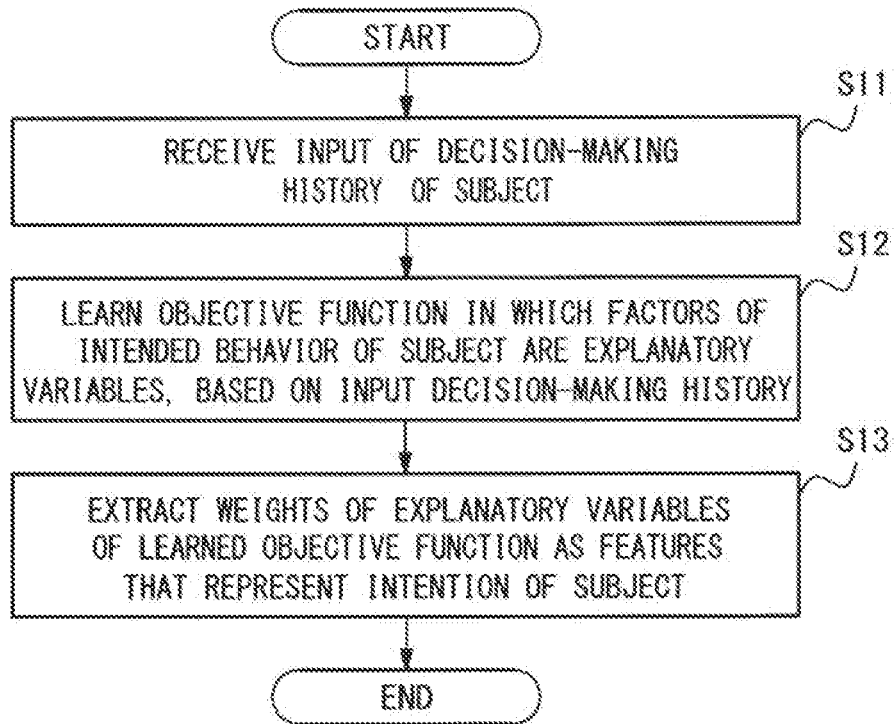 START
S11
RECEIVE INPUT OF DECISION-MAKING
HISTORY OF SUBJECT
S12
LEARN OBJECTIVE FUNCTION IN WHICH FACTORS OF
INTENDED BEHAVIOR OF SUBJECT ARE EXPLANATORY
VARIABLES, BASED ON INPUT DECISION-MAKING HISTORY
S13
EXTRACT WEIGHTS OF EXPLANATORY VARIABLES
OF LEARNED OBJECTIVE FUNCTION AS FEATURES
THAT REPRESENT INTENTION OF SUBJECT
END